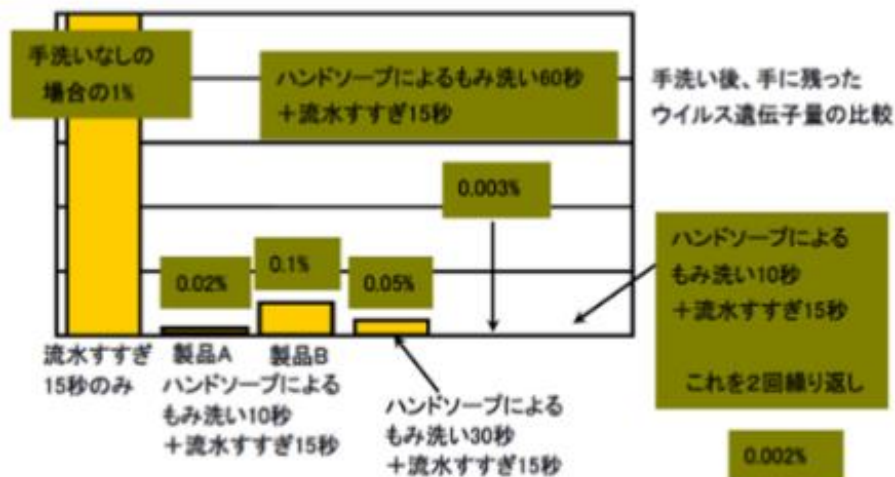 手洗いなしの
場合の1%
ハンドソープによるもみ洗い60秒
＋流水すすぎ15秒
手洗い後、手に残った
ウイルス遺伝子量の比較
0.003%
0.02%
0.1%
0.05%
ハンドソープによる
もみ洗い10秒
＋流水すすぎ15秒
これを2回繰り返し
0.002%
流水すすぎ
15秒のみ
製品A
製品B
ハンドソープによる
もみ洗い10秒
＋流水すすぎ15秒
ハンドソープによる
もみ洗い30秒
＋流水すすぎ15秒